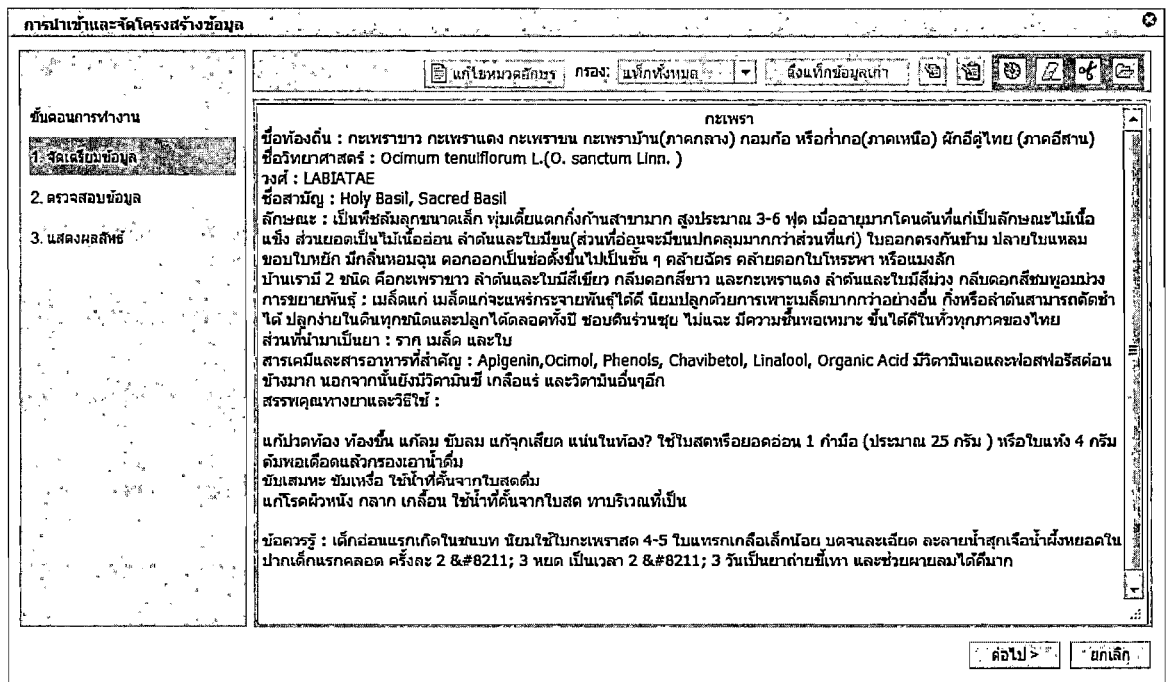 การนำเข้าและจัดโครงสร้างข้อมูล
แก้ไขหมวดอักษร กรอง: แท็กทั้งหมด ดึงแท็กข้อมูลเก่า
ขั้นตอนการทำงาน
1. จัดเตรียมข้อมูล
2. ตรวจสอบข้อมูล
3. แสดงผลลัพธ์
กะเพรา
ชื่อท้องถิ่น : กะเพราขาว กะเพราแดง กะเพราขน กะเพราบ้าน(ภาคกลาง) กอมก้อ หรือก่ำกอ(ภาคเหนือ) ผักอีตู่ไทย (ภาคอีสาน)
ชื่อวิทยาศาสตร์ : Ocimum tenuiflorum L.(O. sanctum Linn. )
วงศ์ : LABIATAE
ชื่อสามัญ : Holy Basil, Sacred Basil
ลักษณะ : เป็นพืชล้มลุกขนาดเล็ก พุ่มเตี้ยแตกกิ่งก้านสาขามาก สูงประมาณ 3-6 ฟุต เมื่ออายุมากโคนต้นที่แก่เป็นลักษณะไม้เนื้อ
แข็ง ส่วนยอดเป็นไม้เนื้ออ่อน ลำต้นและใบมีขน(ส่วนที่อ่อนจะมีขนปกคลุมมากกว่าส่วนที่แก่) ใบออกตรงกันข้าม ปลายใบแหลม
ขอบใบหยัก มีกลิ่นหอมฉุน ดอกออกเป็นช่อตั้งขึ้นไปเป็นชั้น ๆ คล้ายฉัตร คล้ายดอกใบโหระพา หรือแมงลัก
บ้านเรามี 2 ชนิด คือกะเพราขาว ลำต้นและใบมีสีเขียว กลีบดอกสีขาว และกะเพราแดง ลำต้นและใบมีสีม่วง กลีบดอกสีชมพูอมม่วง
การขยายพันธุ์ : เมล็ดแก่ เมล็ดแก่จะแพร่กระจายพันธุ์ได้ดี นิยมปลูกด้วยการเพาะเมล็ดมากกว่าอย่างอื่น กิ่งหรือลำต้นสามารถตัดชำ
ได้ ปลูกง่ายในดินทุกชนิดและปลูกได้ตลอดทั้งปี ชอบดินร่วนซุย ไม่แฉะ มีความชื้นพอเหมาะ ขึ้นได้ดีในทั่วทุกภาคของไทย
ส่วนที่นำมาเป็นยา : ราก เมล็ด และใบ
สารเคมีและสารอาหารที่สำคัญ : Apigenin,Ocimol, Phenols, Chavibetol, Linalool, Organic Acid มีวิตามินเอและฟอสฟอรัสค่อน
ข้างมาก นอกจากนั้นยังมีวิตามินซี เกลือแร่ และวิตามินอื่นๆอีก
สรรพคุณทางยาและวิธีใช้ :
แก้ปวดท้อง ท้องขึ้น แก้ลม ขับลม แก้จุกเสียด แน่นในท้อง? ใช้ใบสดหรือยอดอ่อน 1 กำมือ (ประมาณ 25 กรัม ) หรือใบแห้ง 4 กรัม
ต้มพอเดือดแล้วกรองเอาน้ำดื่ม
ขับเสมหะ ขับเหงื่อ ใช้น้ำที่คั้นจากใบสดดื่ม
แก้โรคผิวหนัง กลาก เกลื้อน ใช้น้ำที่คั้นจากใบสด ทาบริเวณที่เป็น
ข้อควรรู้ : เด็กอ่อนแรกเกิดในชนบท นิยมใช้ใบกะเพราสด 4-5 ใบแทรกเกลือเล็กน้อย บดจนละเอียด ละลายน้ำสุกเจือน้ำผึ้งหยอดใน
ปากเด็กแรกคลอด ครั้งละ 2 &#8211; 3 หยด เป็นเวลา 2 &#8211; 3 วันเป็นยาถ่ายขี้เทา และช่วยผายลมได้ดีมาก
ต่อไป > ยกเลิก